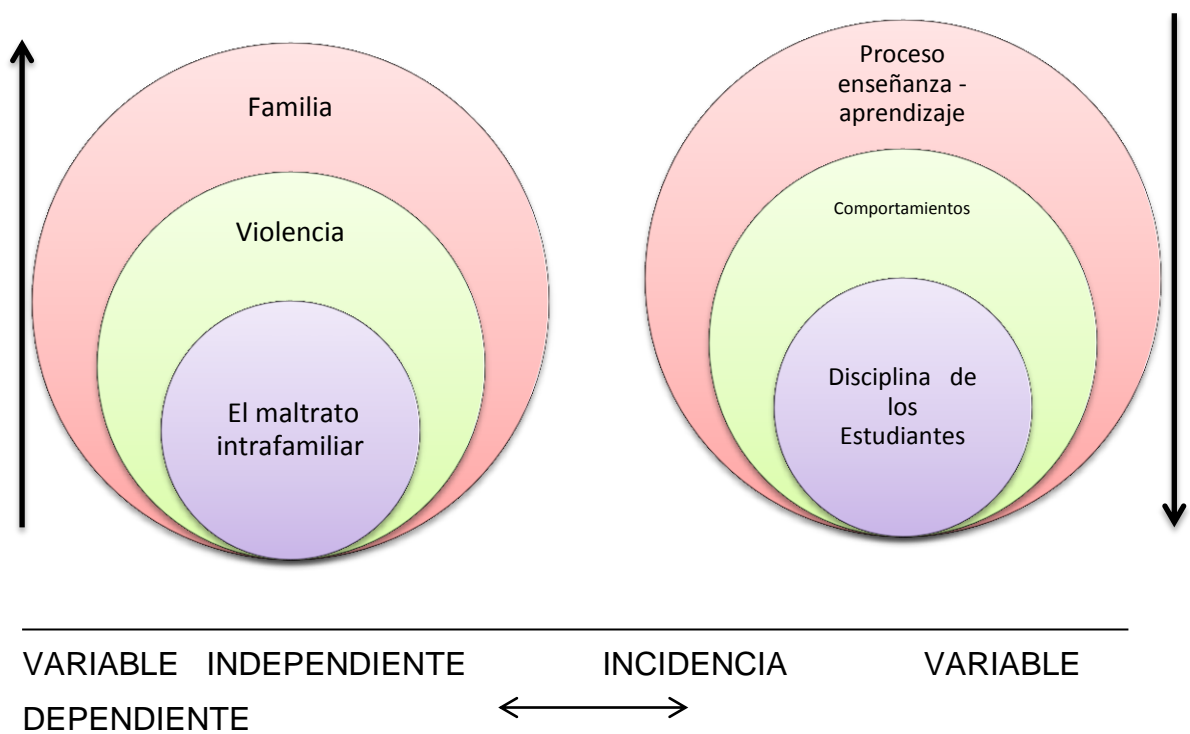 Familia
Violencia
El maltrato
intrafamiliar
Proceso
enseñanza -
aprendizaje
Comportamientos
Disciplina de
los
Estudiantes
VARIABLE INDEPENDIENTE INCIDENCIA VARIABLE
DEPENDIENTE